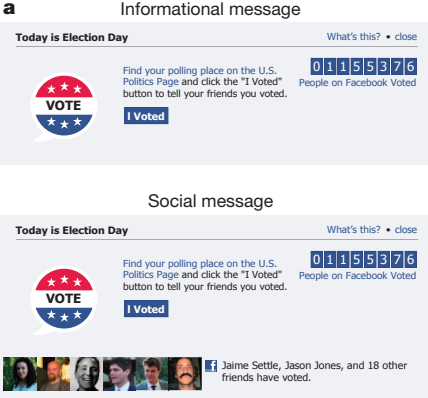 a
Informational message
Today is Election Day
What's this? • close
Find your polling place on the U.S.
Politics Page and click the "I Voted"
button to tell your friends you voted.
I Voted
VOTE
0 1 1 5 5 3 7 6
People on Facebook Voted
Social message
Today is Election Day
What's this? • close
Find your polling place on the U.S.
Politics Page and click the "I Voted"
button to tell your friends you voted.
I Voted
VOTE
0 1 1 5 5 3 7 6
People on Facebook Voted
f Jaime Settle, Jason Jones, and 18 other
friends have voted.